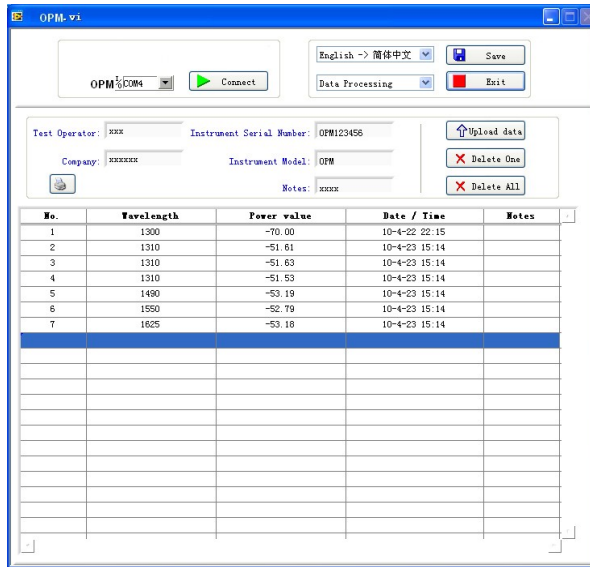 OPM.vi
English -> 简体中文 Save
OPM I/O COM4 Connect Data Processing Exit
Test Operator: xxx Instrument Serial Number: OPM123456 Upload data
Company: xxxxxx Instrument Model: OPM Delete One
Notes: xxxx Delete All
No. Wavelength Power value Date / Time Notes
1 1300 -70.00 10-4-22 22:15
2 1310 -51.61 10-4-23 15:14
3 1310 -51.63 10-4-23 15:14
4 1310 -51.53 10-4-23 15:14
5 1490 -53.19 10-4-23 15:14
6 1550 -52.79 10-4-23 15:14
7 1625 -53.18 10-4-23 15:14